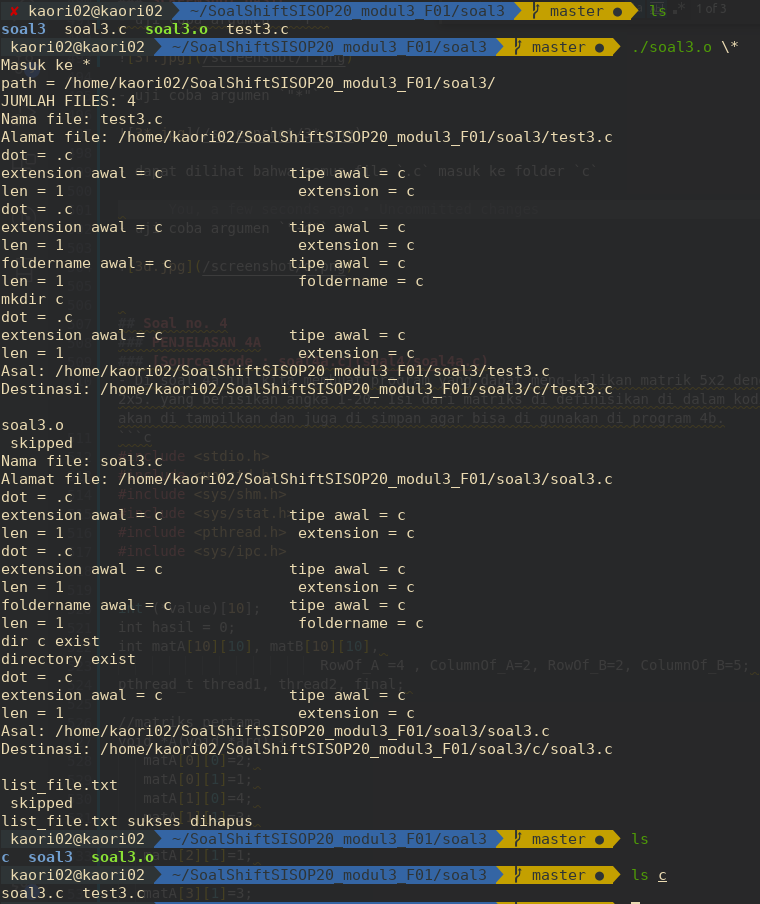 ✘ kaori02@kaori02 ~/SoalShiftSISOP20_modul3_F01/soal3 master ● ls
soal3 soal3.c soal3.o test3.c
kaori02@kaori02 ~/SoalShiftSISOP20_modul3_F01/soal3 master ● ./soal3.o \*
Masuk ke *
path = /home/kaori02/SoalShiftSISOP20_modul3_F01/soal3/
JUMLAH FILES: 4
Nama file: test3.c
Alamat file: /home/kaori02/SoalShiftSISOP20_modul3_F01/soal3/test3.c
dot = .c
extension awal = c tipe awal = c
len = 1 extension = c
dot = .c
extension awal = c tipe awal = c
len = 1 extension = c
foldername awal = c tipe awal = c
len = 1 foldername = c
mkdir c
dot = .c
extension awal = c tipe awal = c
len = 1 extension = c
Asal: /home/kaori02/SoalShiftSISOP20_modul3_F01/soal3/test3.c
Destinasi: /home/kaori02/SoalShiftSISOP20_modul3_F01/soal3/c/test3.c
soal3.o
skipped
Nama file: soal3.c
Alamat file: /home/kaori02/SoalShiftSISOP20_modul3_F01/soal3/soal3.c
dot = .c
extension awal = c tipe awal = c
len = 1 extension = c
dot = .c
extension awal = c tipe awal = c
len = 1 extension = c
foldername awal = c tipe awal = c
len = 1 foldername = c
dir c exist
directory exist
dot = .c
extension awal = c tipe awal = c
len = 1 extension = c
Asal: /home/kaori02/SoalShiftSISOP20_modul3_F01/soal3/soal3.c
Destinasi: /home/kaori02/SoalShiftSISOP20_modul3_F01/soal3/c/soal3.c
list_file.txt
skipped
list_file.txt sukses dihapus
kaori02@kaori02 ~/SoalShiftSISOP20_modul3_F01/soal3 master ● ls
c soal3 soal3.o
kaori02@kaori02 ~/SoalShiftSISOP20_modul3_F01/soal3 master ● ls c
soal3.c test3.c